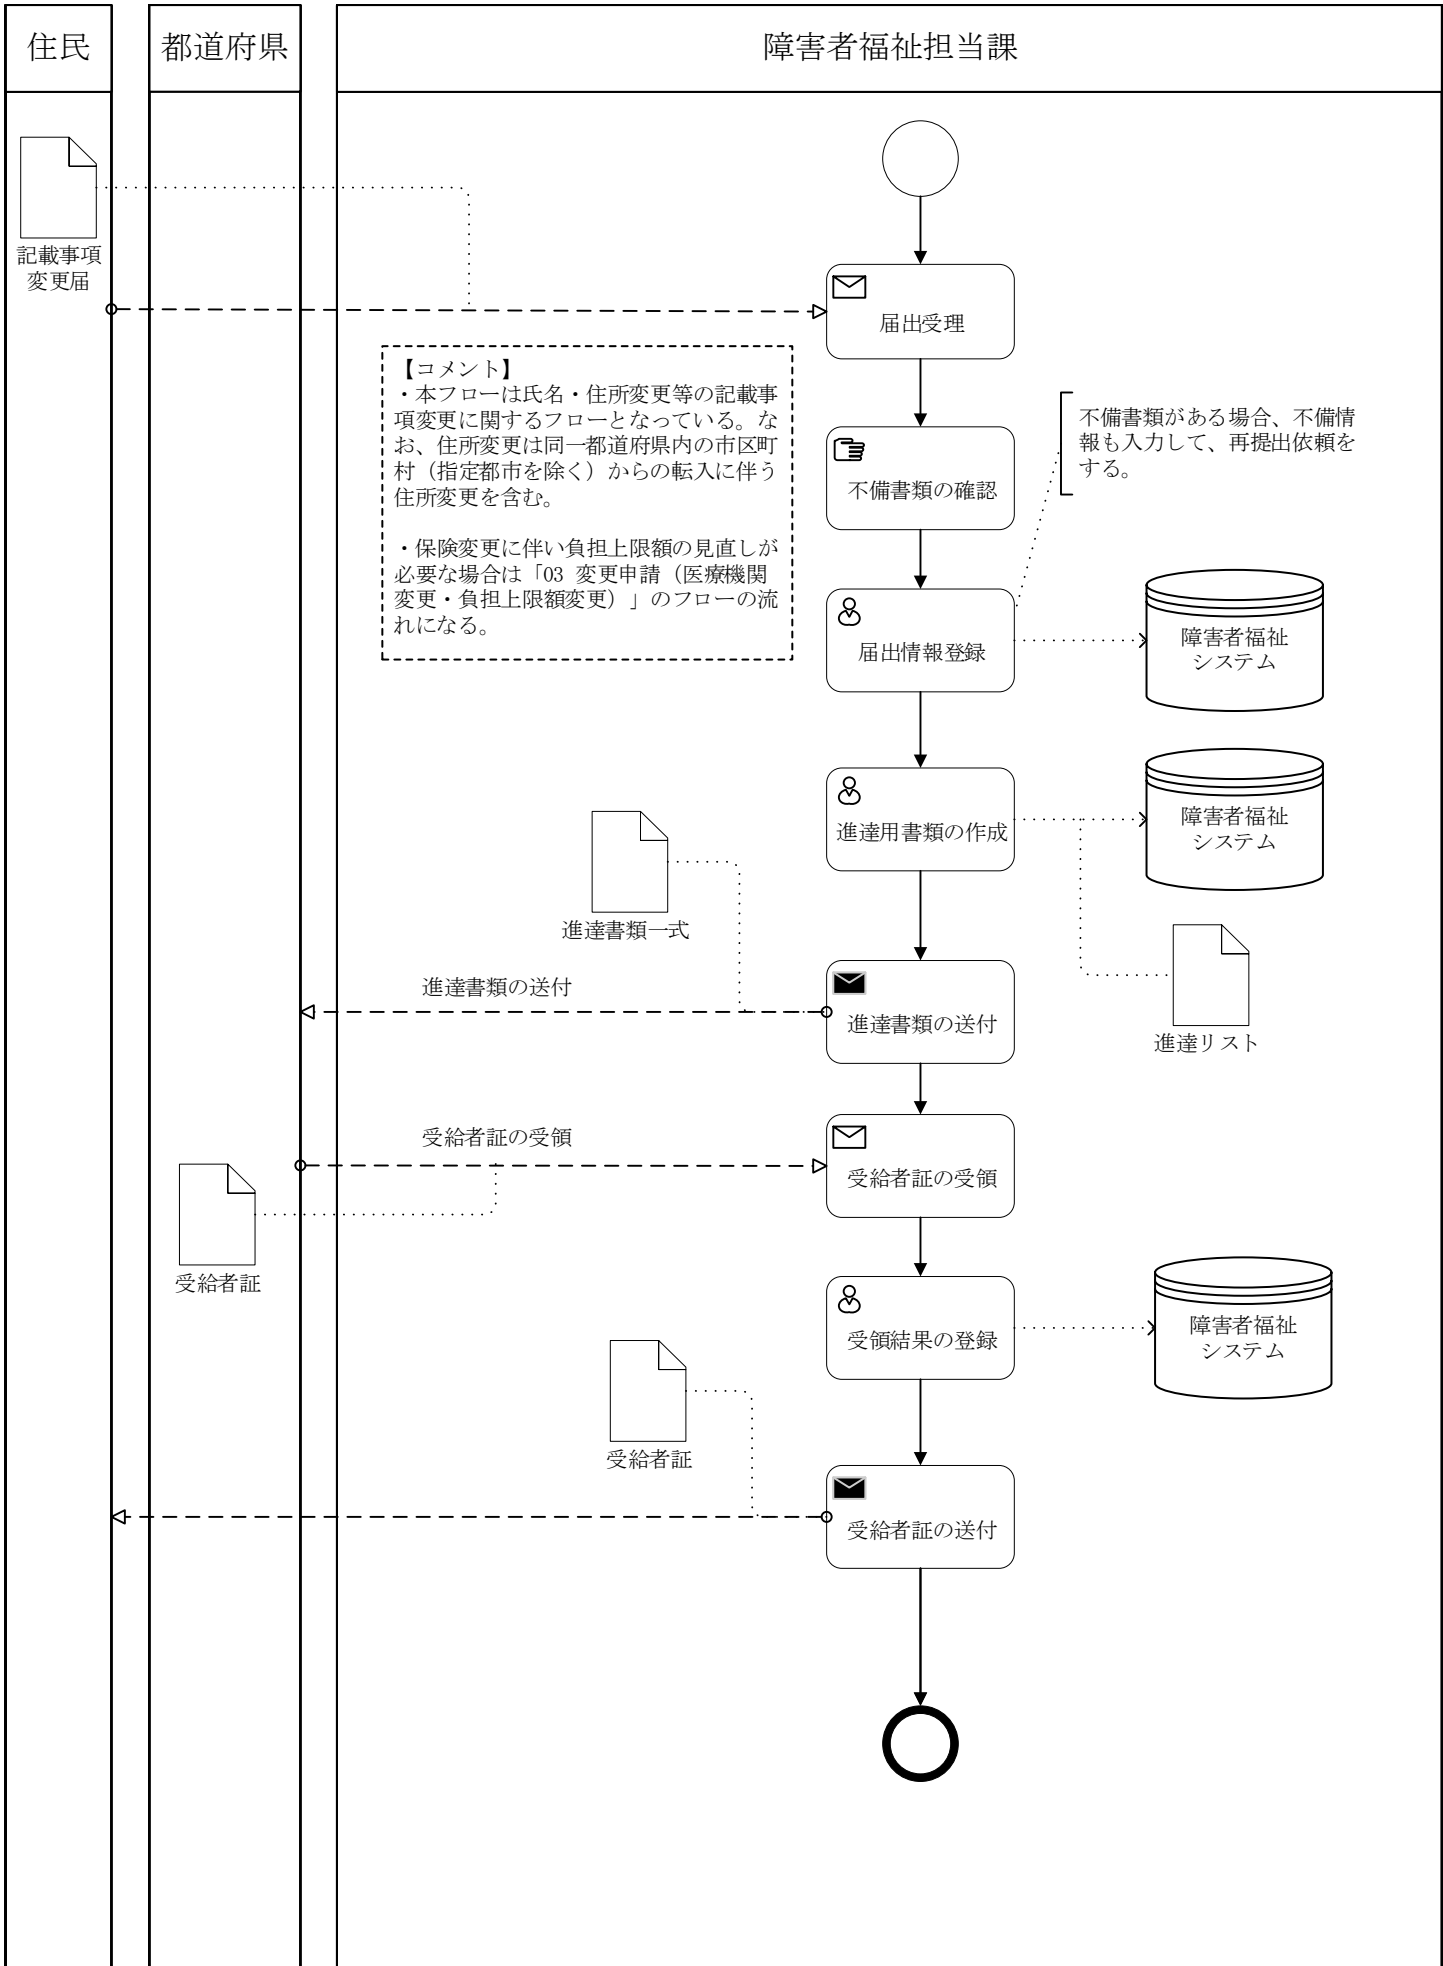 住民
都道府県
障害者福祉担当課
記載事項
変更届
届出受理
【コメント】
・本フローは氏名・住所変更等の記載事
項変更に関するフローとなっている。な
お、住所変更は同一都道府県内の市区町
村（指定都市を除く）からの転入に伴う
住所変更を含む。
・保険変更に伴い負担上限額の見直しが
必要な場合は「03 変更申請（医療機関
変更・負担上限額変更）」のフローの流
れになる。
不備書類がある場合、不備情
報も入力して、再提出依頼を
する。
不備書類の確認
届出情報登録
障害者福祉
システム
進達用書類の作成
障害者福祉
システム
進達書類一式
進達リスト
進達書類の送付
進達書類の送付
受給者証の受領
受給者証の受領
受給者証
受領結果の登録
障害者福祉
システム
受給者証
受給者証の送付